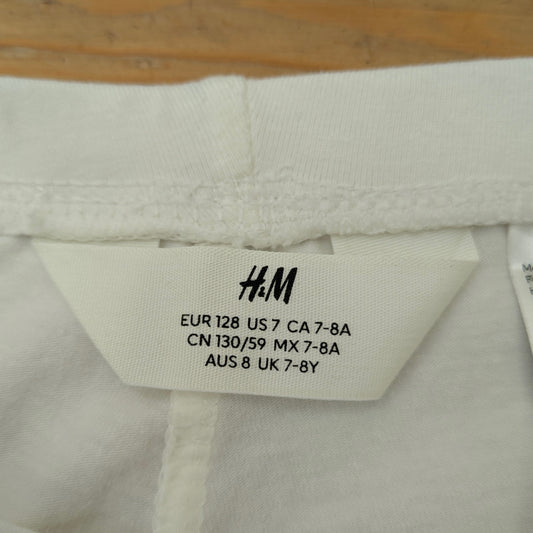 H&M
EUR 128 US 7 CA 7-8A
CN 130/59 MX 7-8A
AUS 8 UK 7-8Y